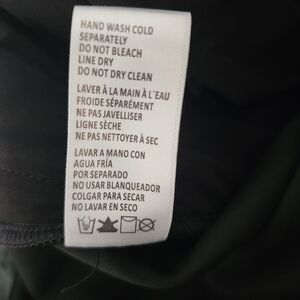 HAND WASH COLD
SEPARATELY
DO NOT BLEACH
LINE DRY
DO NOT DRY CLEAN
LAVER À LA MAIN À L´EAU
FROIDE SÉPARÉMENT
NE PAS JAVELLISER
LIGNE SÈCHE
NE PAS NETTOYER À SEC
LAVAR A MANO CON
AGUA FRÍA
POR SEPARADO
NO USAR BLANQUEADOR
COLGAR PARA SECAR
NO LAVAR EN SECO